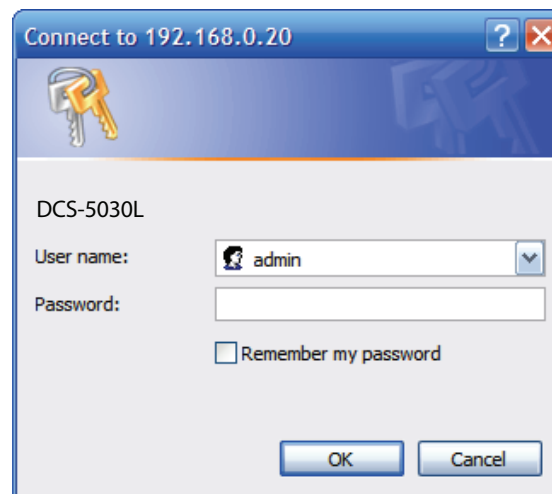 Connect to 192.168.0.20
DCS-5030L
User name: admin
Password:
Remember my password
OK Cancel